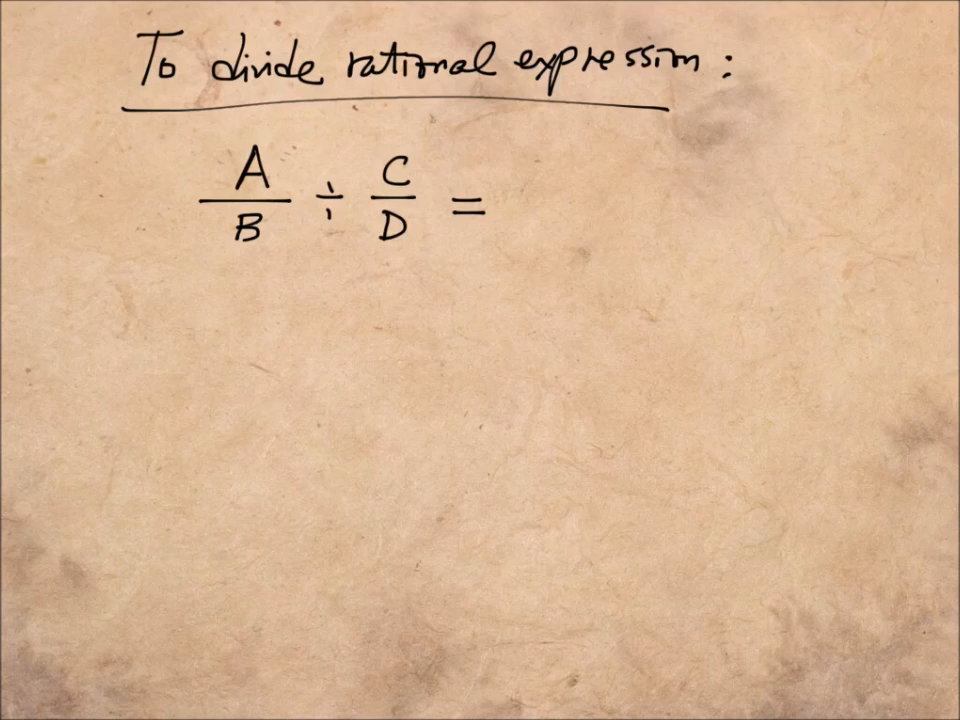 To divide rational expression :
A/B ÷ C/D =